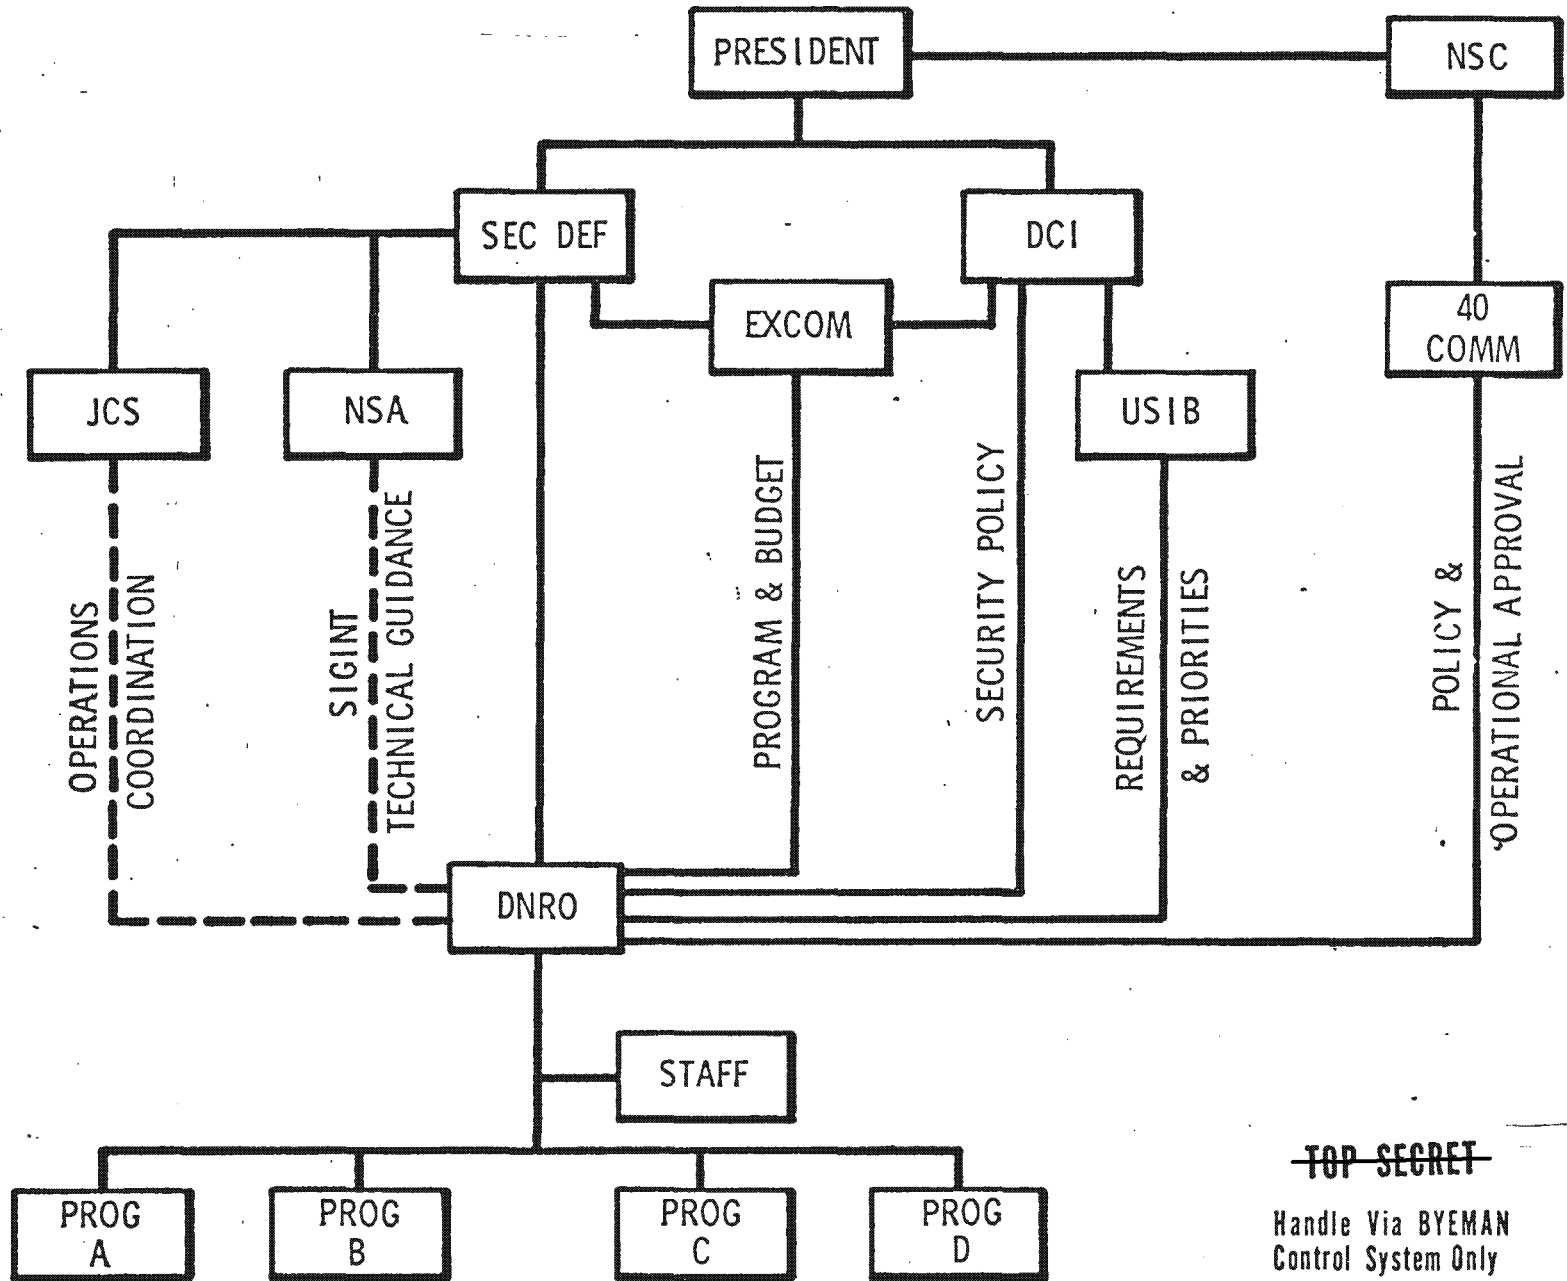 PRESIDENT
NSC
SEC DEF
DCI
EXCOM
40
COMM
JCS
NSA
USIB
OPERATIONS
COORDINATION
SIGINT
TECHNICAL GUIDANCE
PROGRAM & BUDGET
SECURITY POLICY
REQUIREMENTS
& PRIORITIES
POLICY &
OPERATIONAL APPROVAL
DNRO
STAFF
PROG
A
PROG
B
PROG
C
PROG
D
TOP SECRET
Handle Via BYEMAN
Control System Only